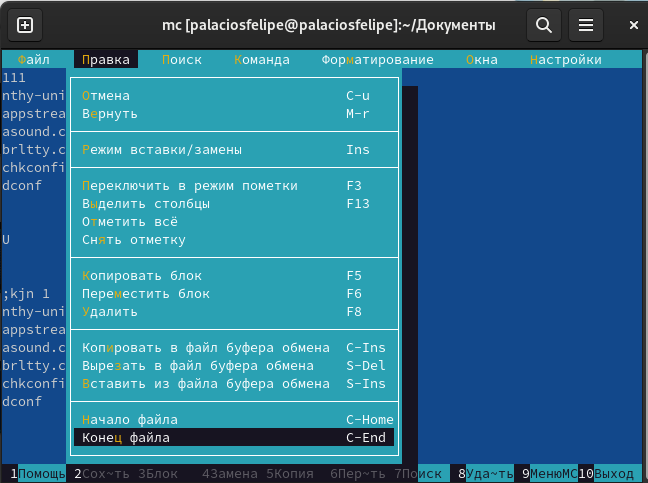 mc [palaciosfelipe@palaciosfelipe]:~/Документы
Файл Правка Поиск Команда Форматирование Окна Настройки
111
nthy-uni
appstrea
asound.c
brltty.c
chkconfi
dconf
U
;kjn 1
nthy-uni
appstrea
asound.c
brltty.c
chkconfi
dconf
Отмена C-u
Вернуть M-r
Режим вставки/замены Ins
Переключить в режим пометки F3
Выделить столбцы F13
Отметить всё
Снять отметку
Копировать блок F5
Переместить блок F6
Удалить F8
Копировать в файл буфера обмена C-Ins
Вырезать в файл буфера обмена S-Del
Вставить из файла буфера обмена S-Ins
Начало файла C-Home
Конец файла C-End
1Помощь 2Сох~ть 3Блок 4Замена 5Копия 6Пер~ть 7Поиск 8Уда~ть 9МенюMC10Выход